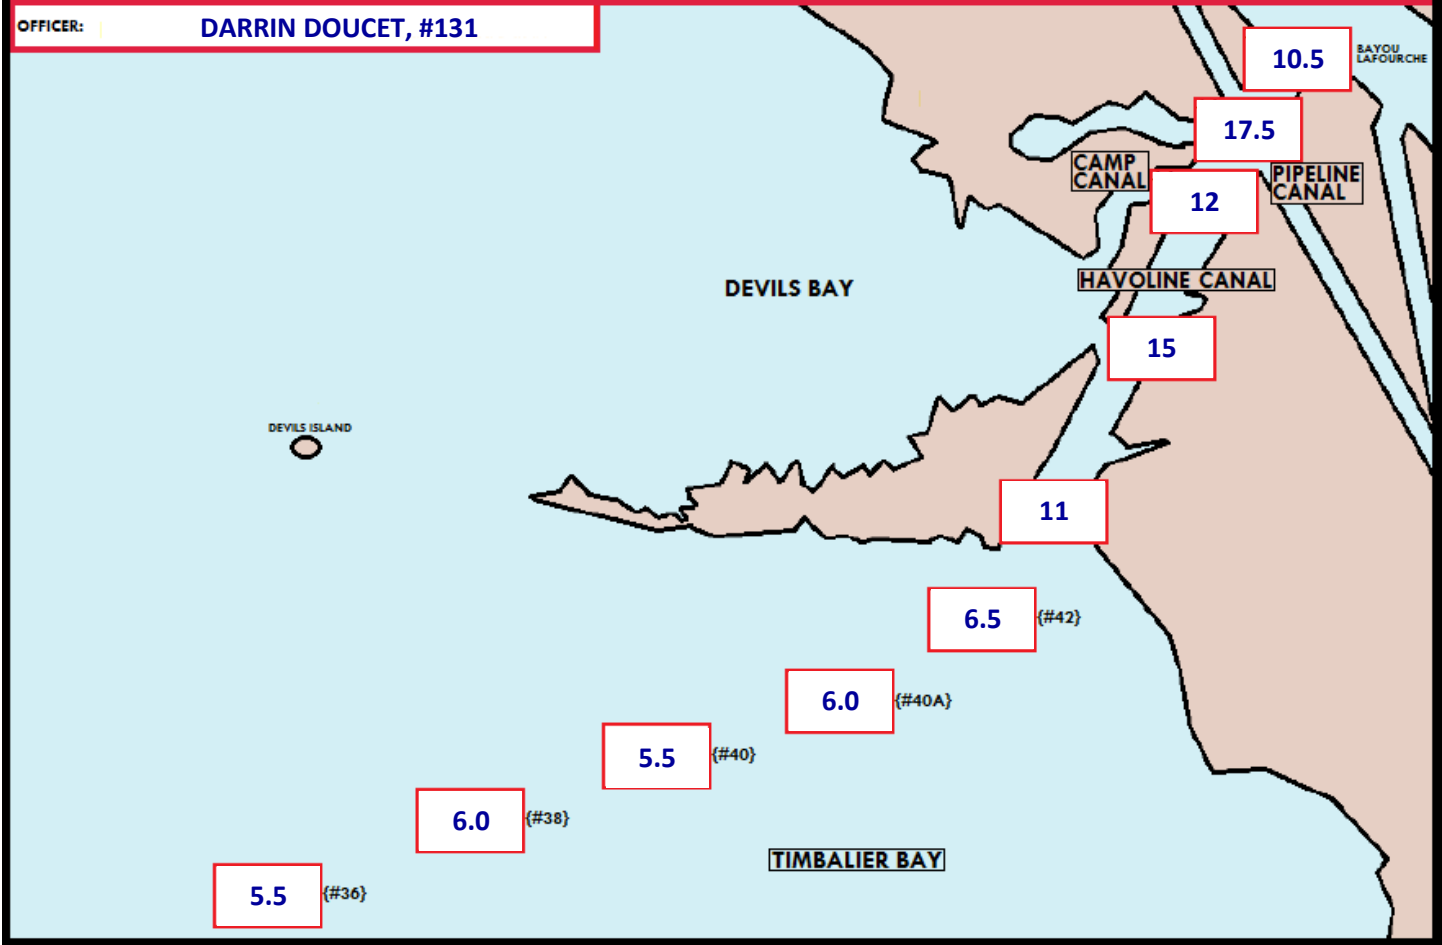 OFFICER: DARRIN DOUCET, #131
10.5
BAYOU
LAFOURCHE
17.5
CAMP
CANAL
PIPELINE
CANAL
12
HAVOLINE CANAL
DEVILS BAY
15
DEVILS ISLAND
11
6.5 {#42}
6.0 {#40A}
5.5 {#40}
6.0 {#38}
TIMBALIER BAY
5.5 {#36}